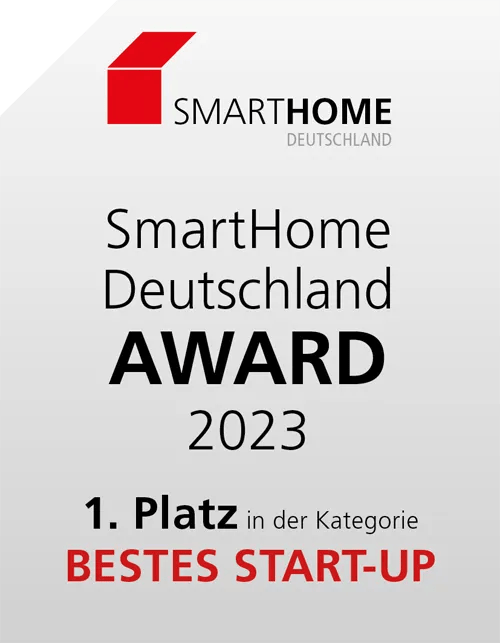 SMARTHOME
DEUTSCHLAND
SmartHome
Deutschland
AWARD
2023
1. Platz in der Kategorie
BESTES START-UP